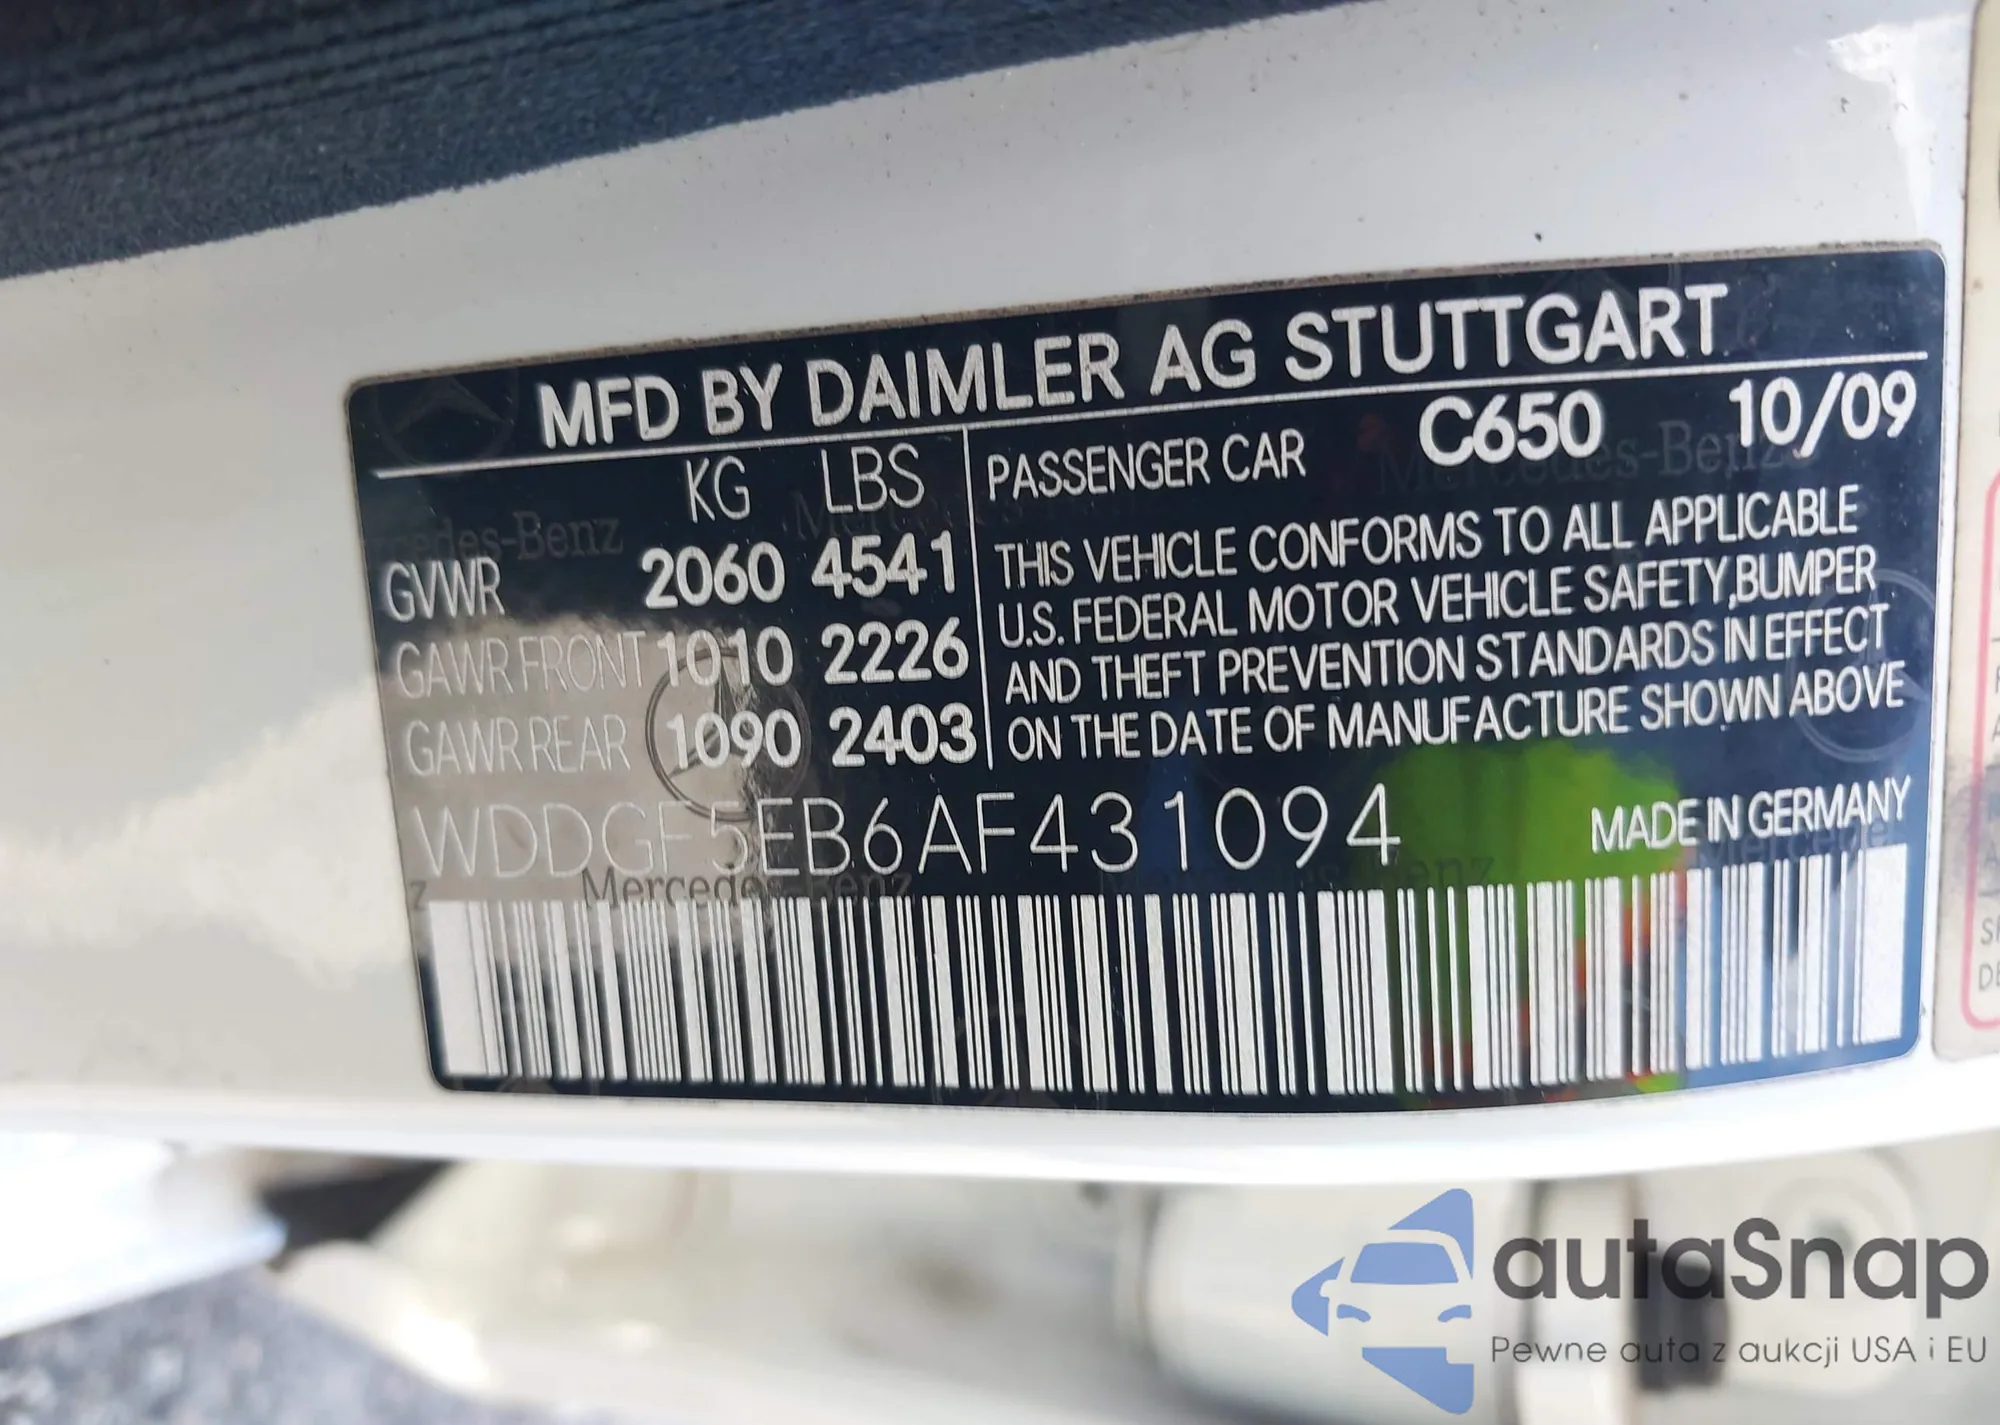 MFD BY DAIMLER AG STUTTGART
KG LBS
GVWR 2060 4541
GAWR FRONT 1010 2226
GAWR REAR 1090 2403
PASSENGER CAR C650 10/09
THIS VEHICLE CONFORMS TO ALL APPLICABLE
U.S. FEDERAL MOTOR VEHICLE SAFETY,BUMPER
AND THEFT PREVENTION STANDARDS IN EFFECT
ON THE DATE OF MANUFACTURE SHOWN ABOVE
WDDGF5EB6AF431094 MADE IN GERMANY
Mercedes-Benz
autaSnap
Pewne auta z aukcji USA i EU